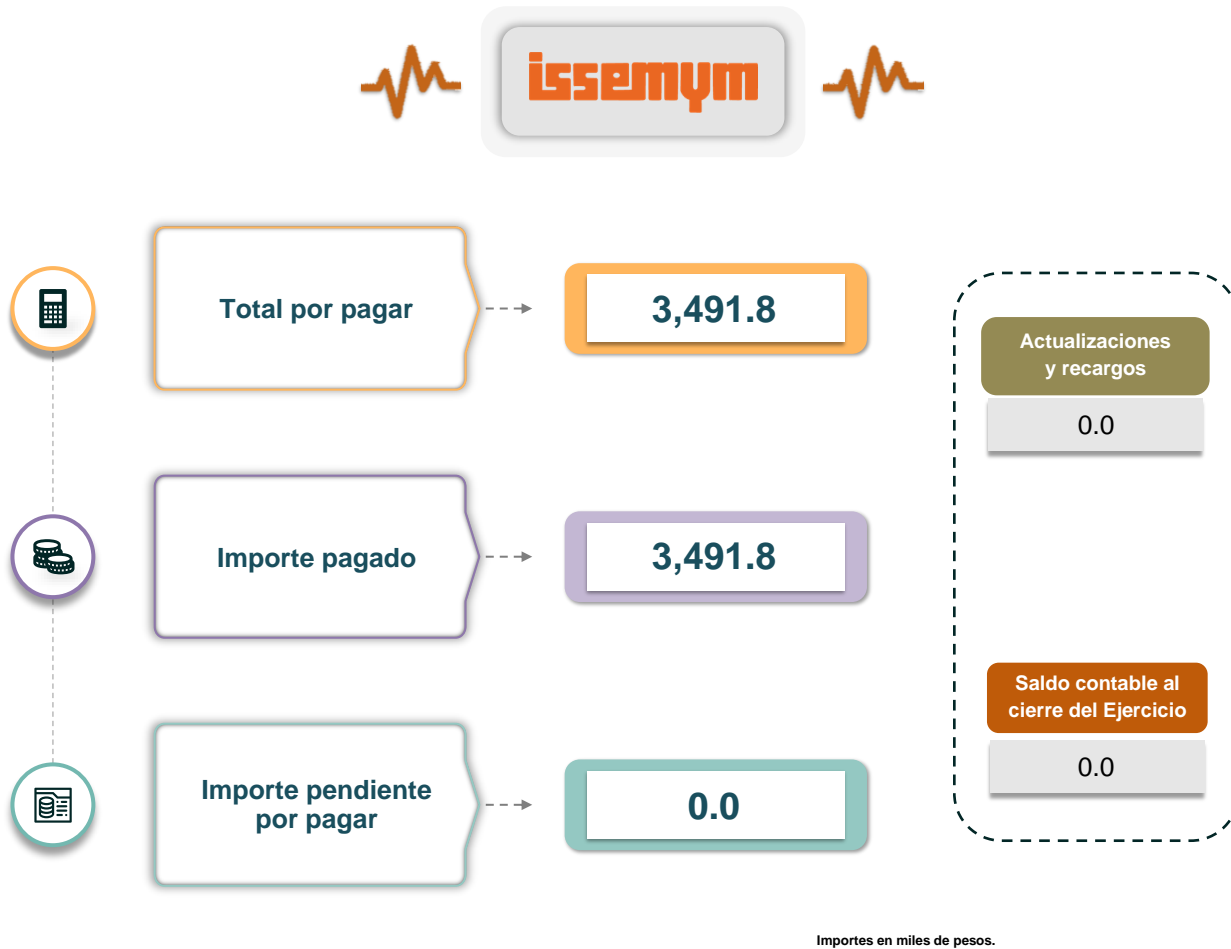 issemym
Total por pagar
3,491.8
Actualizaciones
y recargos
0.0
Importe pagado
3,491.8
Saldo contable al
cierre del Ejercicio
0.0
Importe pendiente
por pagar
0.0
Importes en miles de pesos.